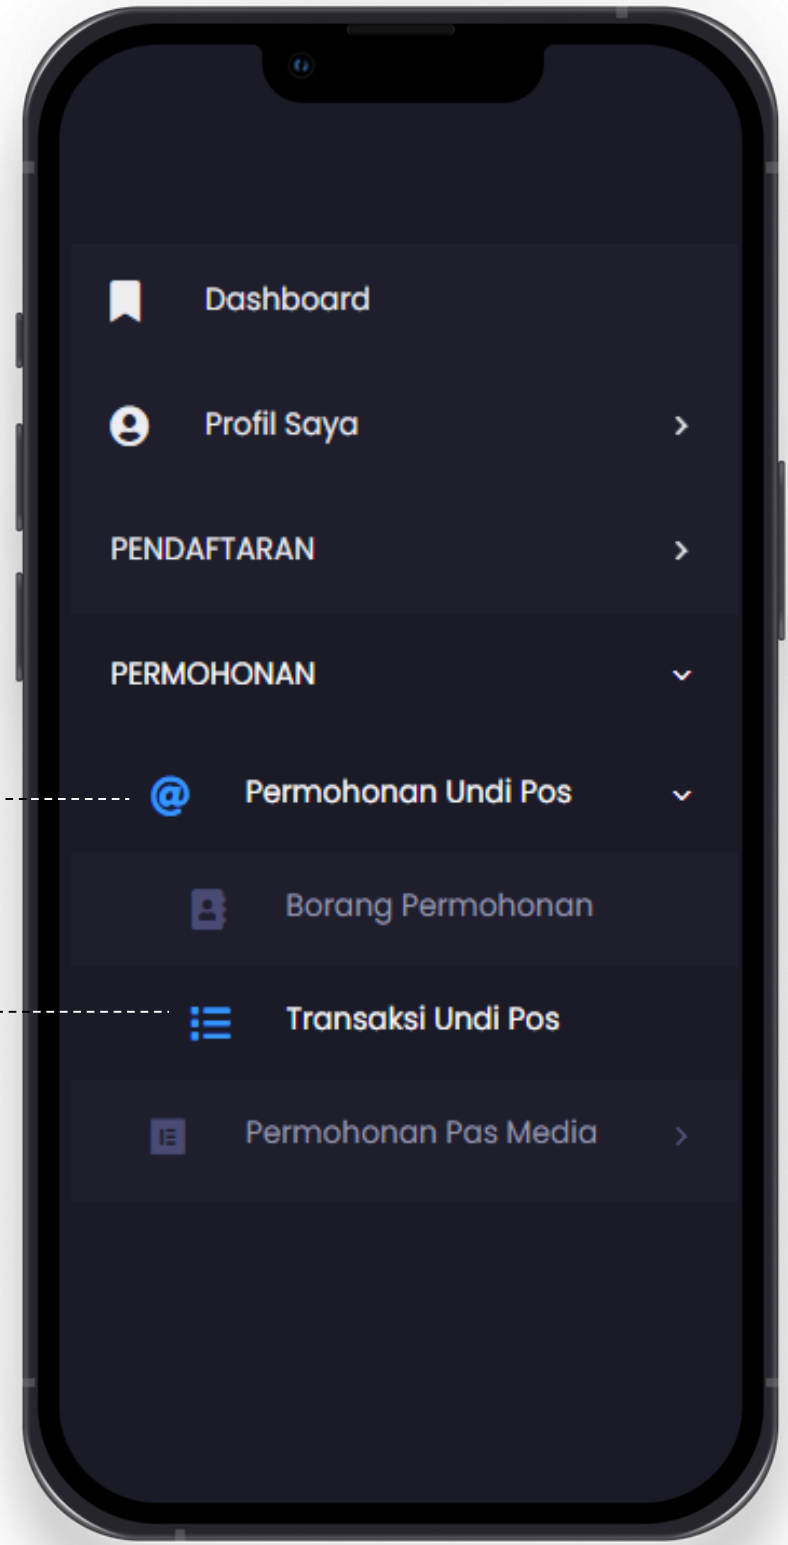 Dashboard
Profil Saya
PENDAFTARAN
PERMOHONAN
Permohonan Undi Pos
Borang Permohonan
Transaksi Undi Pos
Permohonan Pas Media